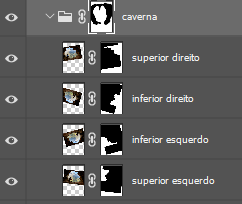 caverna
superior direito
inferior direito
inferior esquerdo
superior esquerdo